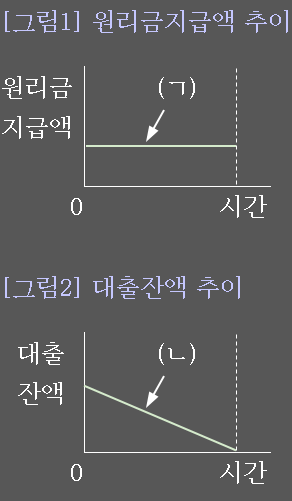 [그림1] 원리금지급액 추이
원리금
지급액
(ㄱ)
0
시간
[그림2] 대출잔액 추이
대출
잔액
(ㄴ)
0
시간